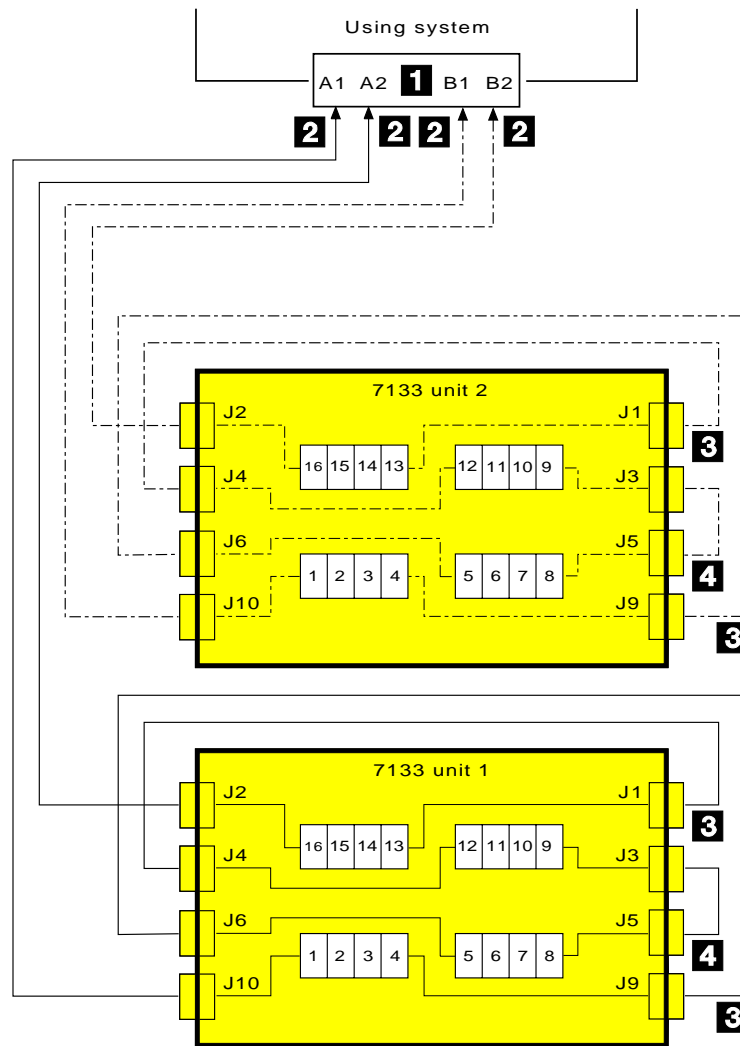 Using system
A1 A2 1 B1 B2
2 2 2 2
7133 unit 2
J2 J1
3
16 15 14 13 12 11 10 9
J4 J3
J6 J5
4
1 2 3 4 5 6 7 8
J10 J9
3
7133 unit 1
J2 J1
3
16 15 14 13 12 11 10 9
J4 J3
J6 J5
4
1 2 3 4 5 6 7 8
J10 J9
3